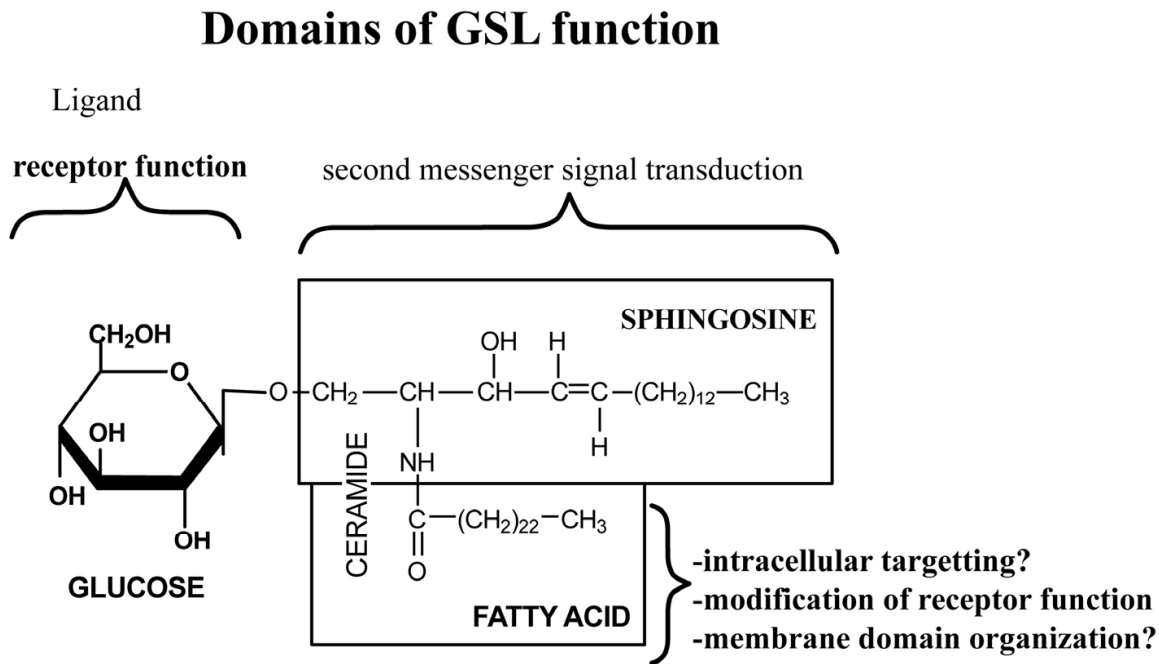 Domains of GSL function
Ligand
receptor function
second messenger signal transduction
SPHINGOSINE
CH₂OH
O
OH
OH
OH
GLUCOSE
OH H
O CH₂ CH CH C=C (CH₂)₁₂ CH₃
H
NH
CERAMIDE
C (CH₂)₂₂ CH₃
O
FATTY ACID
-intracellular targetting?
-modification of receptor function
-membrane domain organization?